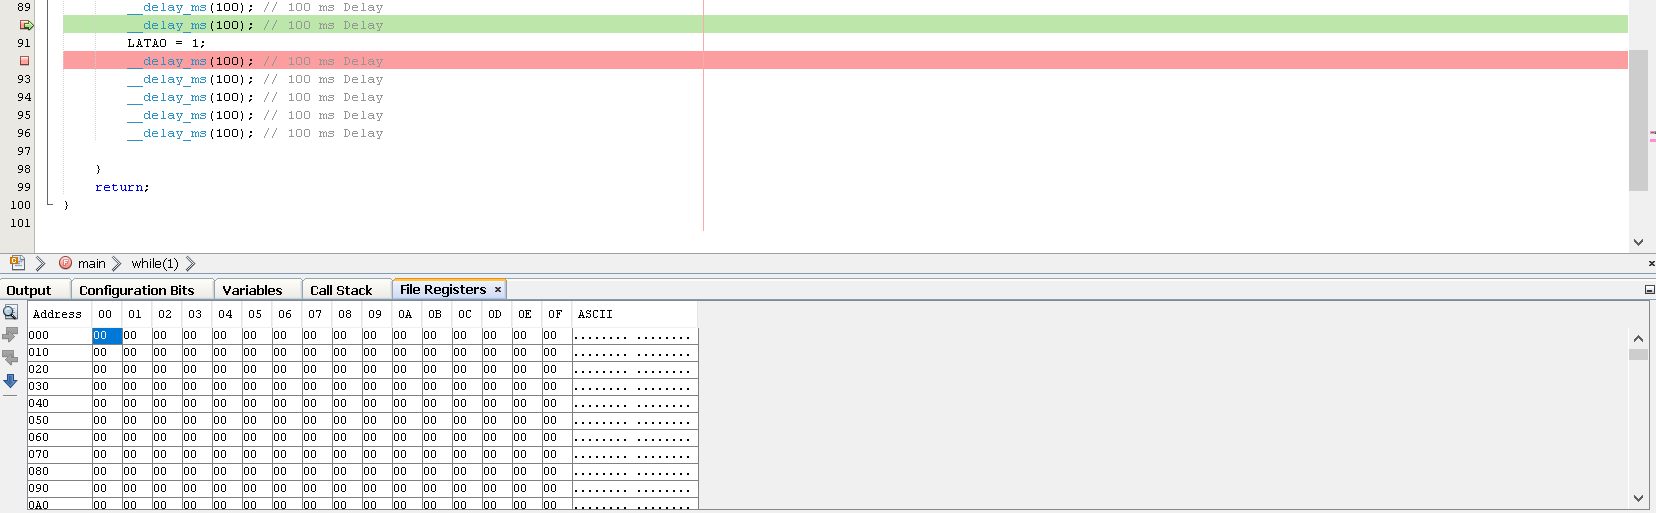 89 __delay_ms(100); // 100 ms Delay
__delay_ms(100); // 100 ms Delay
91 LATA0 = 1;
__delay_ms(100); // 100 ms Delay
93 __delay_ms(100); // 100 ms Delay
94 __delay_ms(100); // 100 ms Delay
95 __delay_ms(100); // 100 ms Delay
96 __delay_ms(100); // 100 ms Delay
97
98 }
99 return;
100 }
101
main while(1)
Output Configuration Bits Variables Call Stack File Registers ×
Address 00 01 02 03 04 05 06 07 08 09 0A 0B 0C 0D 0E 0F ASCII
000 00 00 00 00 00 00 00 00 00 00 00 00 00 00 00 00 ........ ........
010 00 00 00 00 00 00 00 00 00 00 00 00 00 00 00 00 ........ ........
020 00 00 00 00 00 00 00 00 00 00 00 00 00 00 00 00 ........ ........
030 00 00 00 00 00 00 00 00 00 00 00 00 00 00 00 00 ........ ........
040 00 00 00 00 00 00 00 00 00 00 00 00 00 00 00 00 ........ ........
050 00 00 00 00 00 00 00 00 00 00 00 00 00 00 00 00 ........ ........
060 00 00 00 00 00 00 00 00 00 00 00 00 00 00 00 00 ........ ........
070 00 00 00 00 00 00 00 00 00 00 00 00 00 00 00 00 ........ ........
080 00 00 00 00 00 00 00 00 00 00 00 00 00 00 00 00 ........ ........
090 00 00 00 00 00 00 00 00 00 00 00 00 00 00 00 00 ........ ........
0A0 00 00 00 00 00 00 00 00 00 00 00 00 00 00 00 00 ........ ........